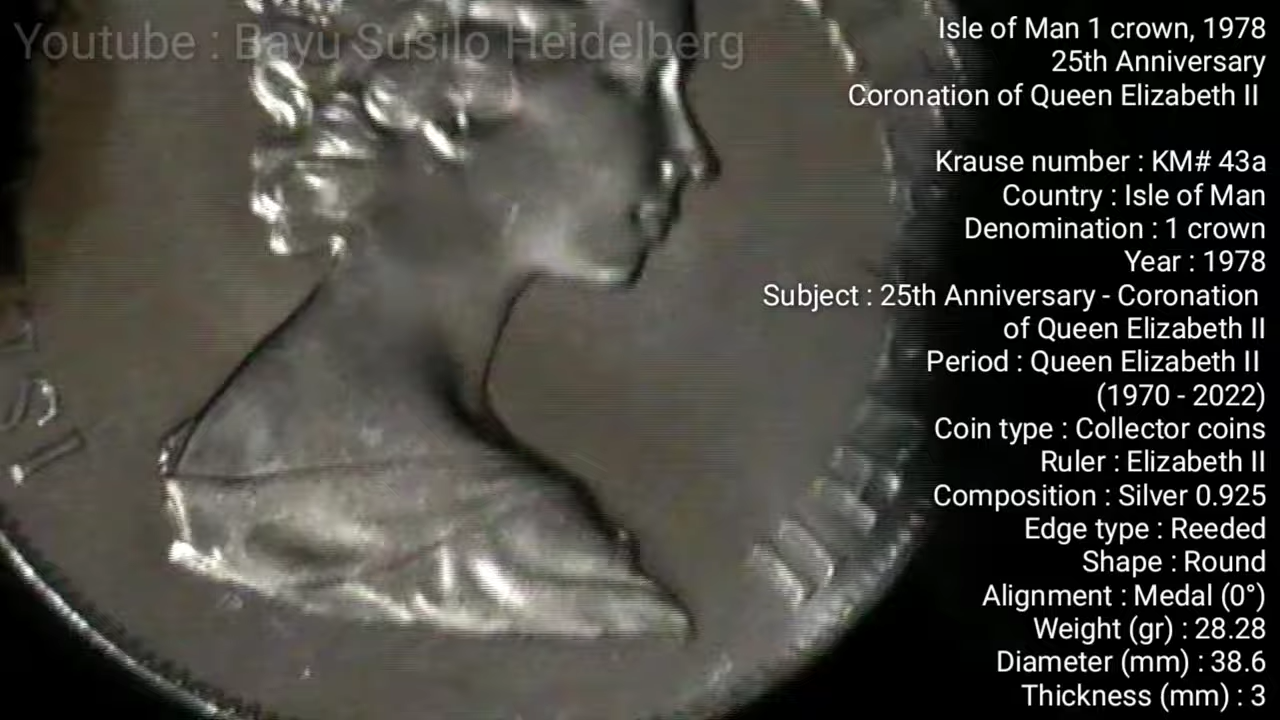 Youtube : Bayu Susilo Heidelberg
Isle of Man 1 crown, 1978
25th Anniversary
Coronation of Queen Elizabeth II
Krause number : KM# 43a
Country : Isle of Man
Denomination : 1 crown
Year : 1978
Subject : 25th Anniversary - Coronation
of Queen Elizabeth II
Period : Queen Elizabeth II
(1970 - 2022)
Coin type : Collector coins
Ruler : Elizabeth II
Composition : Silver 0.925
Edge type : Reeded
Shape : Round
Alignment : Medal (0°)
Weight (gr) : 28.28
Diameter (mm) : 38.6
Thickness (mm) : 3